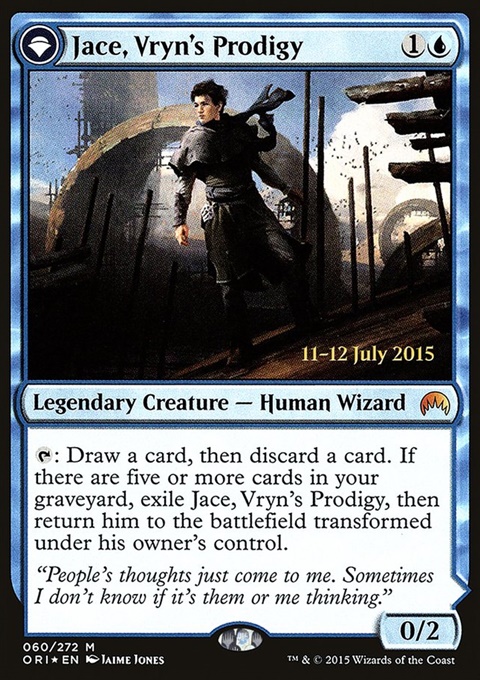 Jace, Vryn's Prodigy 1
11–12 July 2015
Legendary Creature — Human Wizard
: Draw a card, then discard a card. If
there are five or more cards in your
graveyard, exile Jace, Vryn's Prodigy, then
return him to the battlefield transformed
under his owner's control.
“People's thoughts just come to me. Sometimes
I don't know if it's them or me thinking.”
0/2
060/272 M
ORI★EN JAIME JONES
™ & © 2015 Wizards of the Coast